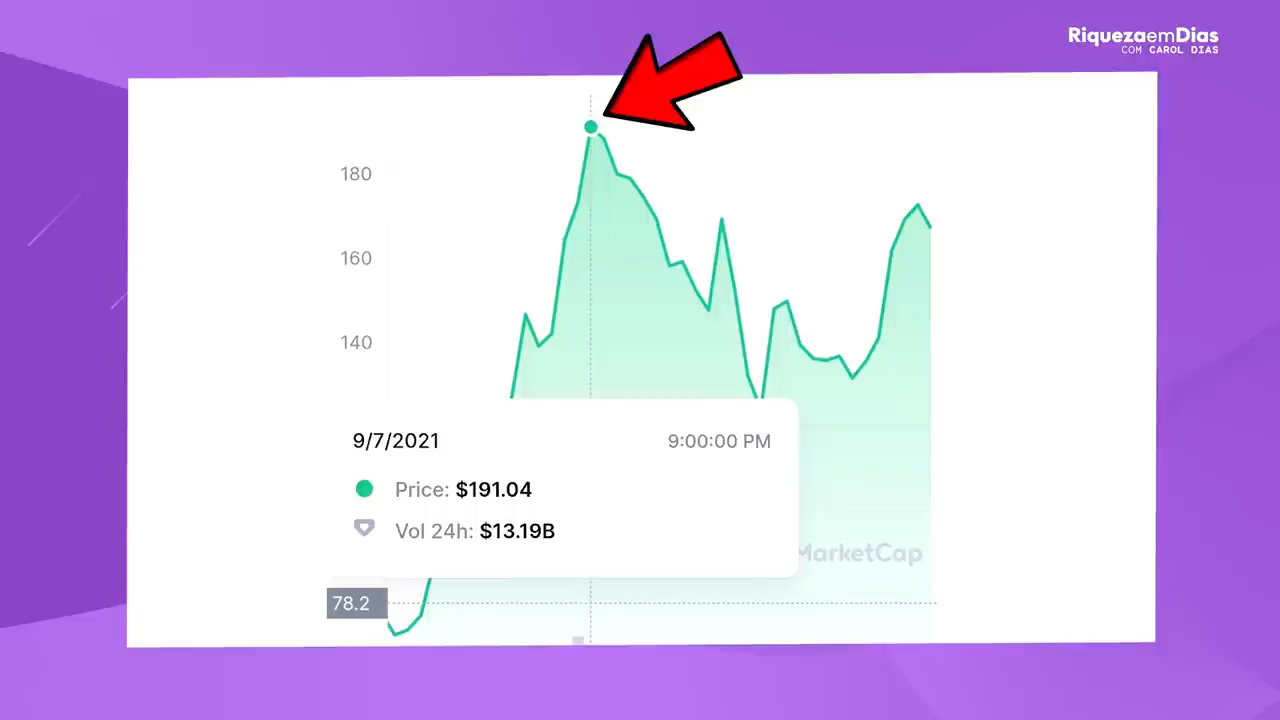 RiquezaemDias
COM CAROL DIAS
180
160
140
9/7/2021 9:00:00 PM
Price: $191.04
Vol 24h: $13.19B
MarketCap
78.2